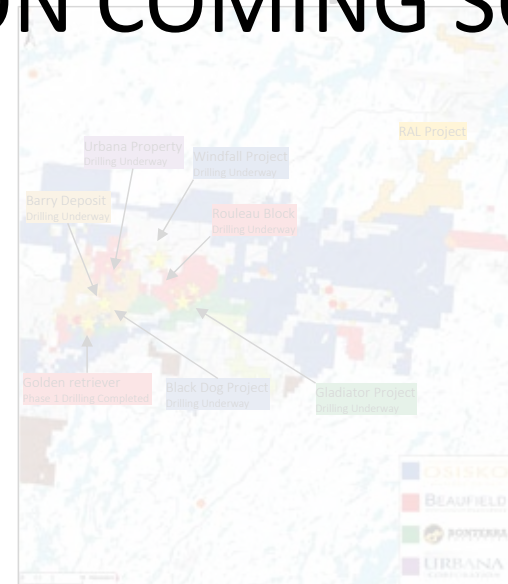 ON COMING SO
RAL Project
Urbana Property
Drilling Underway
Windfall Project
Drilling Underway
Barry Deposit
Drilling Underway
Rouleau Block
Drilling Underway
Golden retriever
Phase 1 Drilling Completed
Black Dog Project
Drilling Underway
Gladiator Project
Drilling Underway
OSISKO
BEAUFIELD
BONTERRA
URBANA